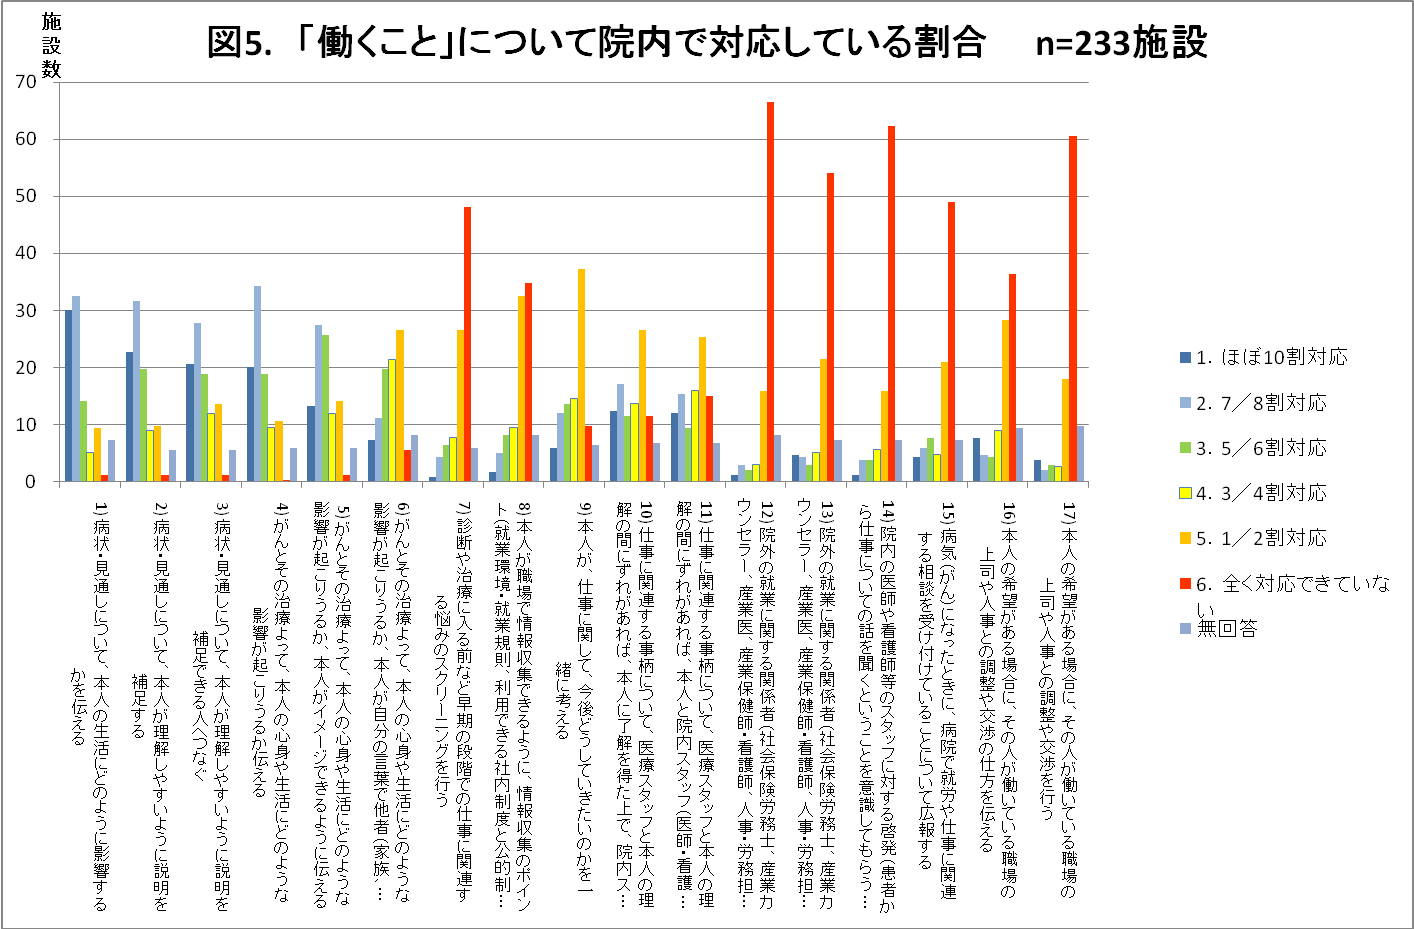 図5. 「働くこと」について院内で対応している割合　n=233施設
施設数
70
60
50
40
30
20
10
0
1) 病状・見通しについて、本人の生活にどのように影響する
かを伝える
2) 病状・見通しについて、本人が理解しやすいように説明を
補足する
3) 病状・見通しについて、本人が理解しやすいように説明を
補足できる人へつなぐ
4) がんとその治療よって、本人の心身や生活にどのような
影響が起こりうるか伝える
5) がんとその治療よって、本人の心身や生活にどのような
影響が起こりうるか、本人がイメージできるように伝える
6) がんとその治療よって、本人の心身や生活にどのような
影響が起こりうるか、本人が自分の言葉で他者(家族・…
7) 診断や治療に入る前など早期の段階での仕事に関連す
る悩みのスクリーニングを行う
8) 本人が職場で情報収集できるように、情報収集のポイン
ト(就業環境・就業規則、利用できる社内制度と公的制…
9) 本人が、仕事に関して、今後どうしていきたいのかを一
緒に考える
10) 仕事に関連する事柄について、医療スタッフと本人の理
解の間にずれがあれば、本人に了解を得た上で、院内ス…
11) 仕事に関連する事柄について、医療スタッフと本人の理
解の間にずれがあれば、本人と院内スタッフ(医師・看護…
12) 院外の就業に関する関係者(社会保険労務士、産業カ
ウンセラー、産業医、産業保健師・看護師、人事・労務担…
13) 院外の就業に関する関係者(社会保険労務士、産業カ
ウンセラー、産業医、産業保健師・看護師、人事・労務担…
14) 院内の医師や看護師等のスタッフに対する啓発(患者か
ら仕事についての話を聞くということを意識してもらう…
15) 病気(がん)になったときに、病院で就労や仕事に関連
する相談を受け付けていることについて広報する
16) 本人の希望がある場合に、その人が働いている職場の
上司や人事との調整や交渉の仕方を伝える
17) 本人の希望がある場合に、その人が働いている職場の
上司や人事との調整や交渉を行う
1. ほぼ10割対応
2. 7／8割対応
3. 5／6割対応
4. 3／4割対応
5. 1／2割対応
6. 全く対応できていな
い
無回答